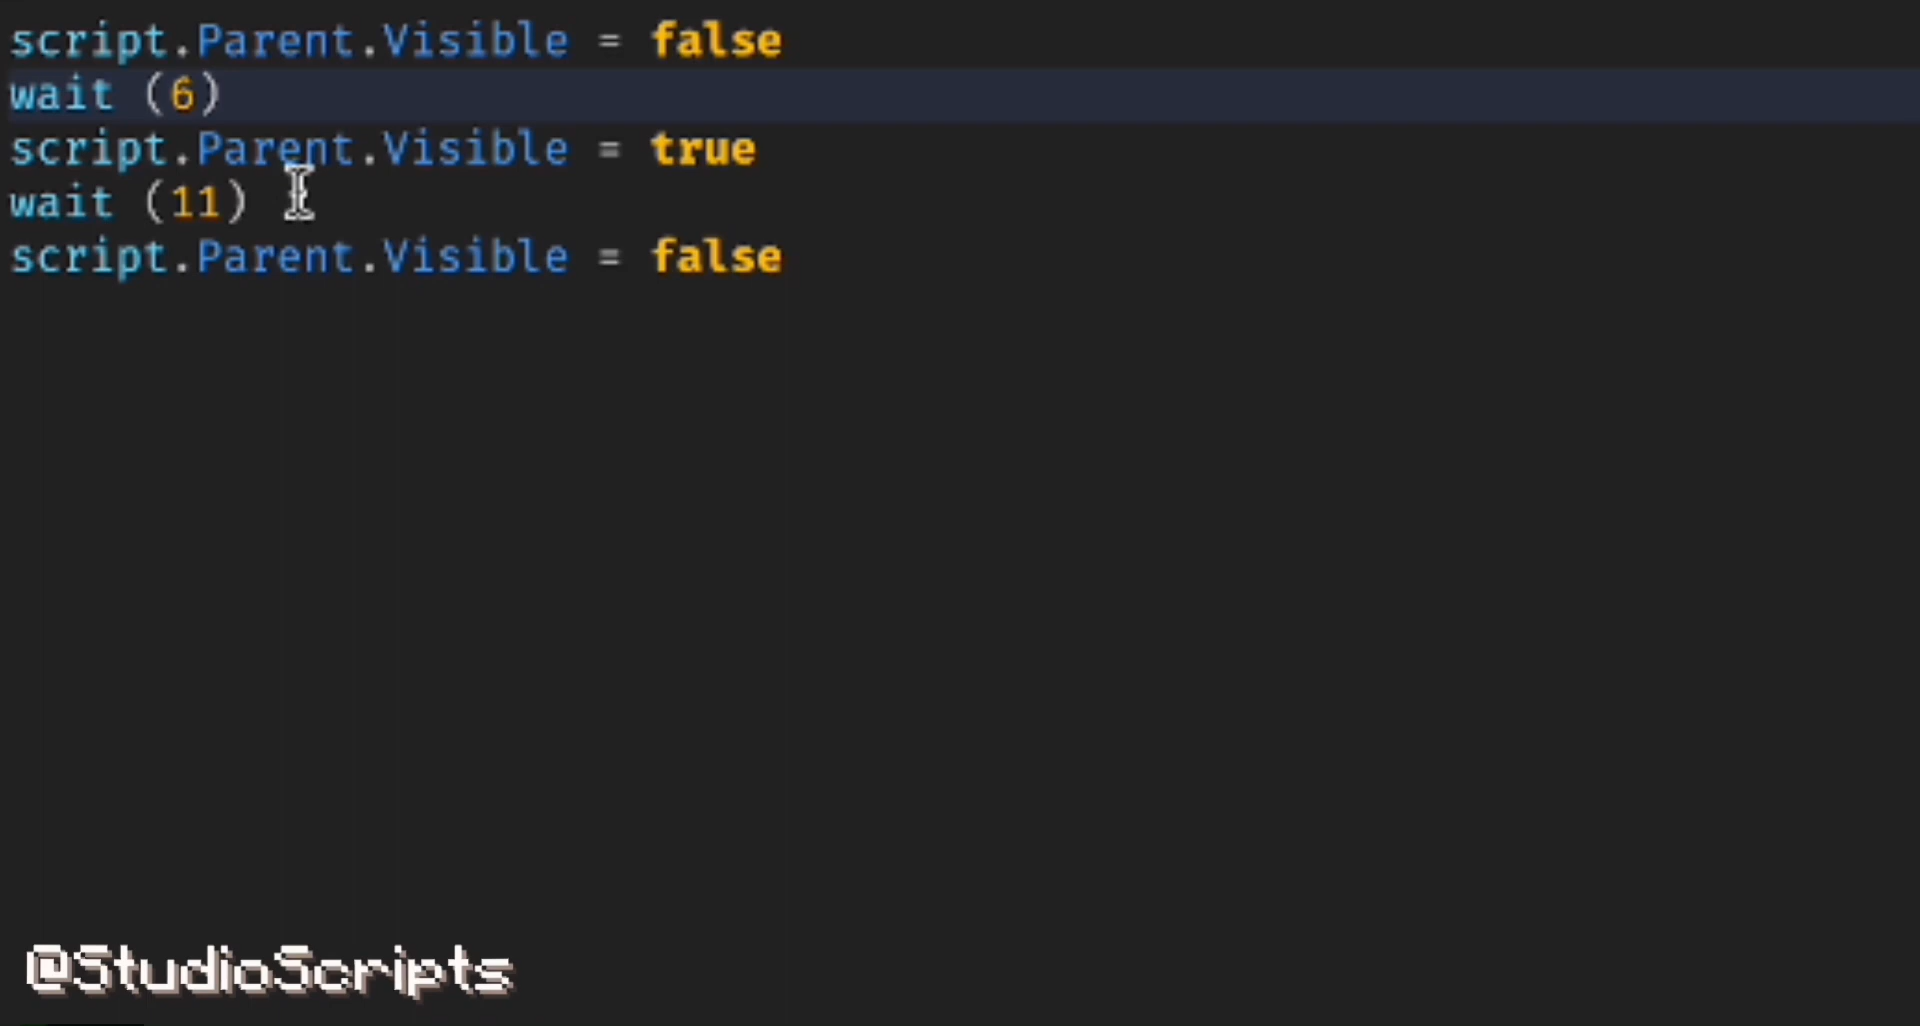 script.Parent.Visible = false
wait (6)
script.Parent.Visible = true
wait (11)
script.Parent.Visible = false
@StudioScripts